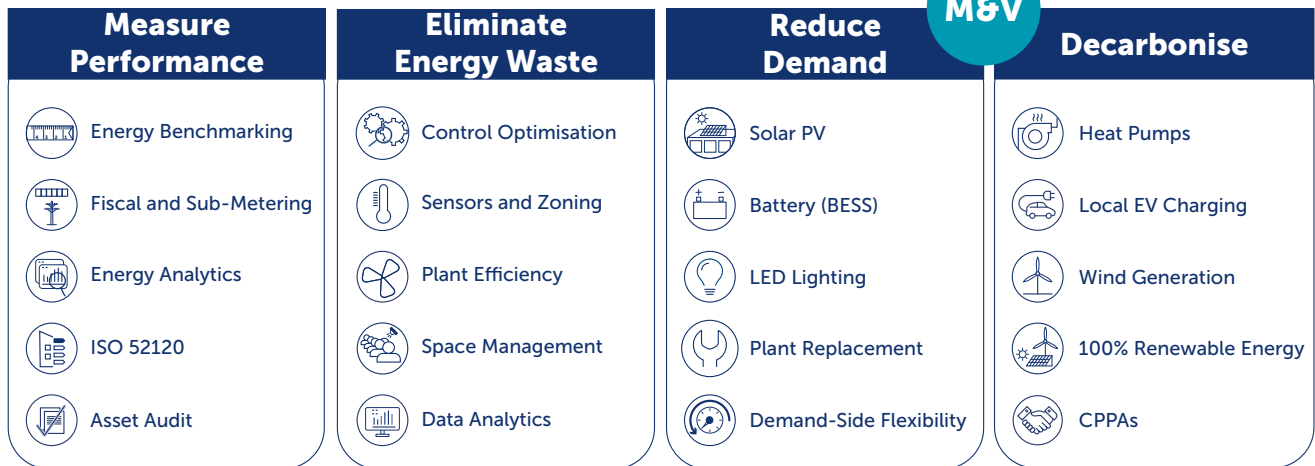 Measure
Performance
Energy Benchmarking
Fiscal and Sub-Metering
Energy Analytics
ISO 52120
Asset Audit
Eliminate
Energy Waste
Control Optimisation
Sensors and Zoning
Plant Efficiency
Space Management
Data Analytics
Reduce
Demand
Solar PV
Battery (BESS)
LED Lighting
Plant Replacement
Demand-Side Flexibility
M&V
Decarbonise
Heat Pumps
Local EV Charging
Wind Generation
100% Renewable Energy
CPPAs